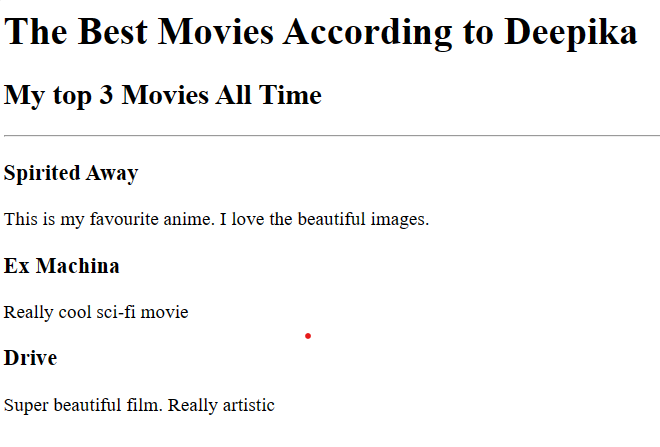 The Best Movies According to Deepika
My top 3 Movies All Time
Spirited Away
This is my favourite anime. I love the beautiful images.
Ex Machina
Really cool sci-fi movie
Drive
Super beautiful film. Really artistic